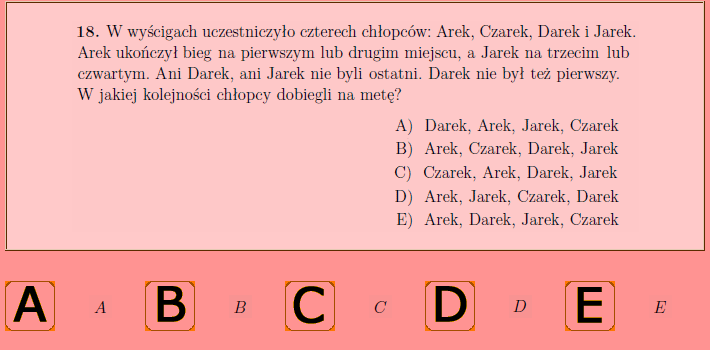 18. W wyścigach uczestniczyło czterech chłopców: Arek, Czarek, Darek i Jarek.
Arek ukończył bieg na pierwszym lub drugim miejscu, a Jarek na trzecim lub
czwartym. Ani Darek, ani Jarek nie byli ostatni. Darek nie był też pierwszy.
W jakiej kolejności chłopcy dobiegli na metę?
A) Darek, Arek, Jarek, Czarek
B) Arek, Czarek, Darek, Jarek
C) Czarek, Arek, Darek, Jarek
D) Arek, Jarek, Czarek, Darek
E) Arek, Darek, Jarek, Czarek
A A B B C C D D E E